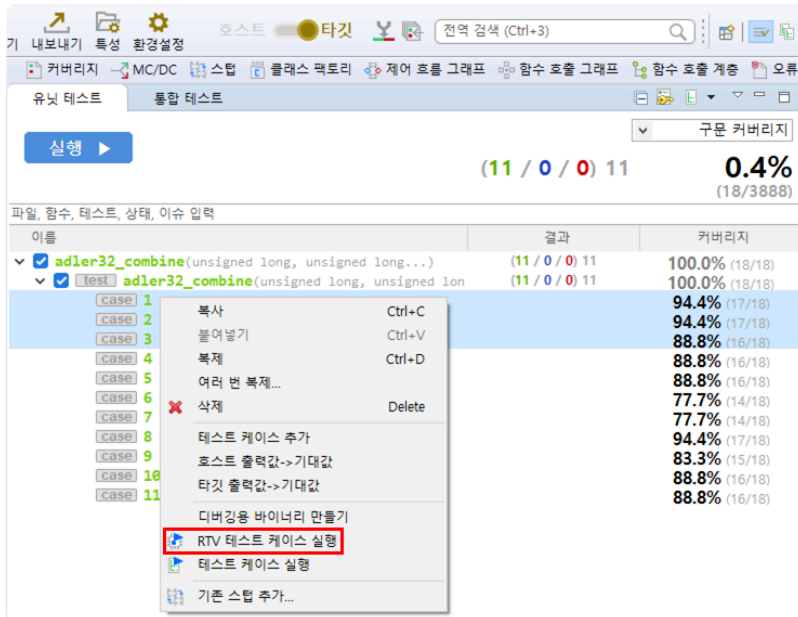 기 내보내기 특성 환경설정 호스트 타깃 전역 검색 (Ctrl+3)
커버리지 MC/DC 스텁 클래스 팩토리 제어 흐름 그래프 함수 호출 그래프 함수 호출 계층 오류
유닛 테스트 통합 테스트
구문 커버리지
실행
(11 / 0 / 0) 11 0.4%
(18/3888)
파일, 함수, 테스트, 상태, 이슈 입력
이름 결과 커버리지
adler32_combine(unsigned long, unsigned long...) (11 / 0 / 0) 11 100.0% (18/18)
test adler32_combine(unsigned long, unsigned lon (11 / 0 / 0) 11 100.0% (18/18)
case 1 94.4% (17/18)
case 2 94.4% (17/18)
case 3 88.8% (16/18)
case 4 88.8% (16/18)
case 5 88.8% (16/18)
case 6 77.7% (14/18)
case 7 77.7% (14/18)
case 8 94.4% (17/18)
case 9 83.3% (15/18)
case 10 88.8% (16/18)
case 11 88.8% (16/18)
복사 Ctrl+C
붙여넣기 Ctrl+V
복제 Ctrl+D
여러 번 복제...
삭제 Delete
테스트 케이스 추가
호스트 출력값->기대값
타깃 출력값->기대값
디버깅용 바이너리 만들기
RTV 테스트 케이스 실행
테스트 케이스 실행
기존 스텁 추가...